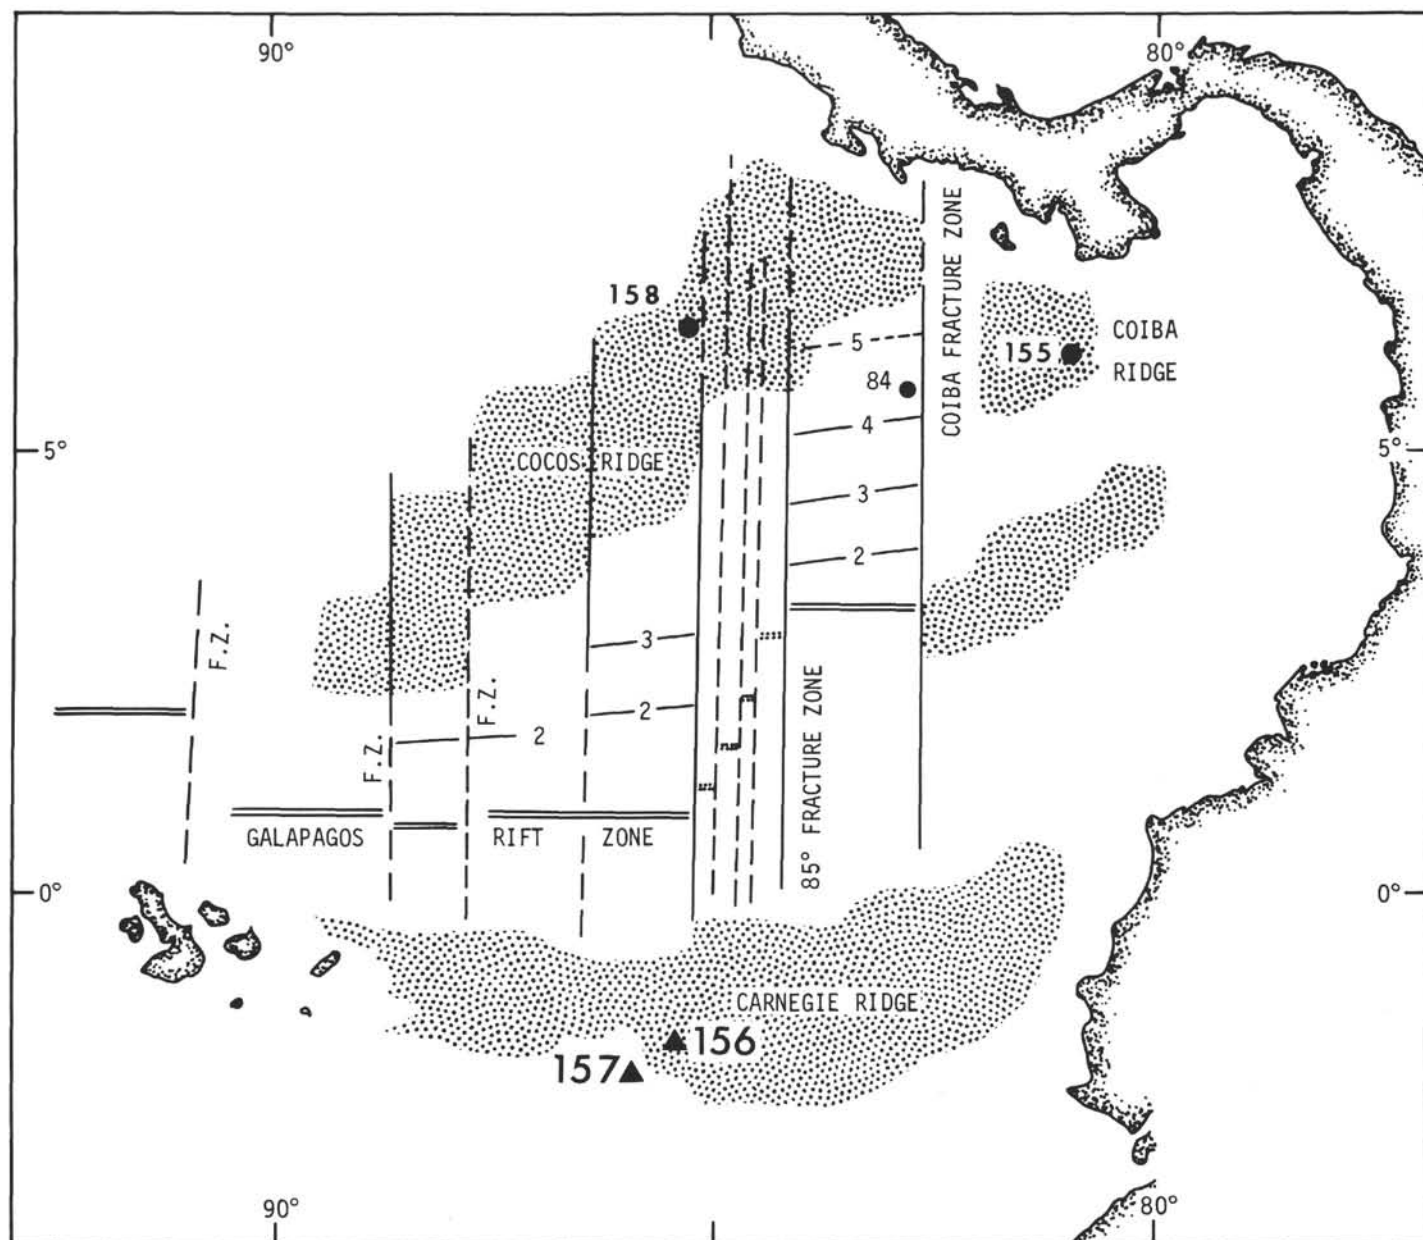 90°
80°
COIBA FRACTURE ZONE
158
5
COIBA
155
RIDGE
84
4
5°
COCOS RIDGE
5°
3
2
F.Z.
3
F.Z.
2
F.Z.
2
85° FRACTURE ZONE
GALAPAGOS
RIFT
ZONE
0°
0°
CARNEGIE RIDGE
156
157
90°
80°